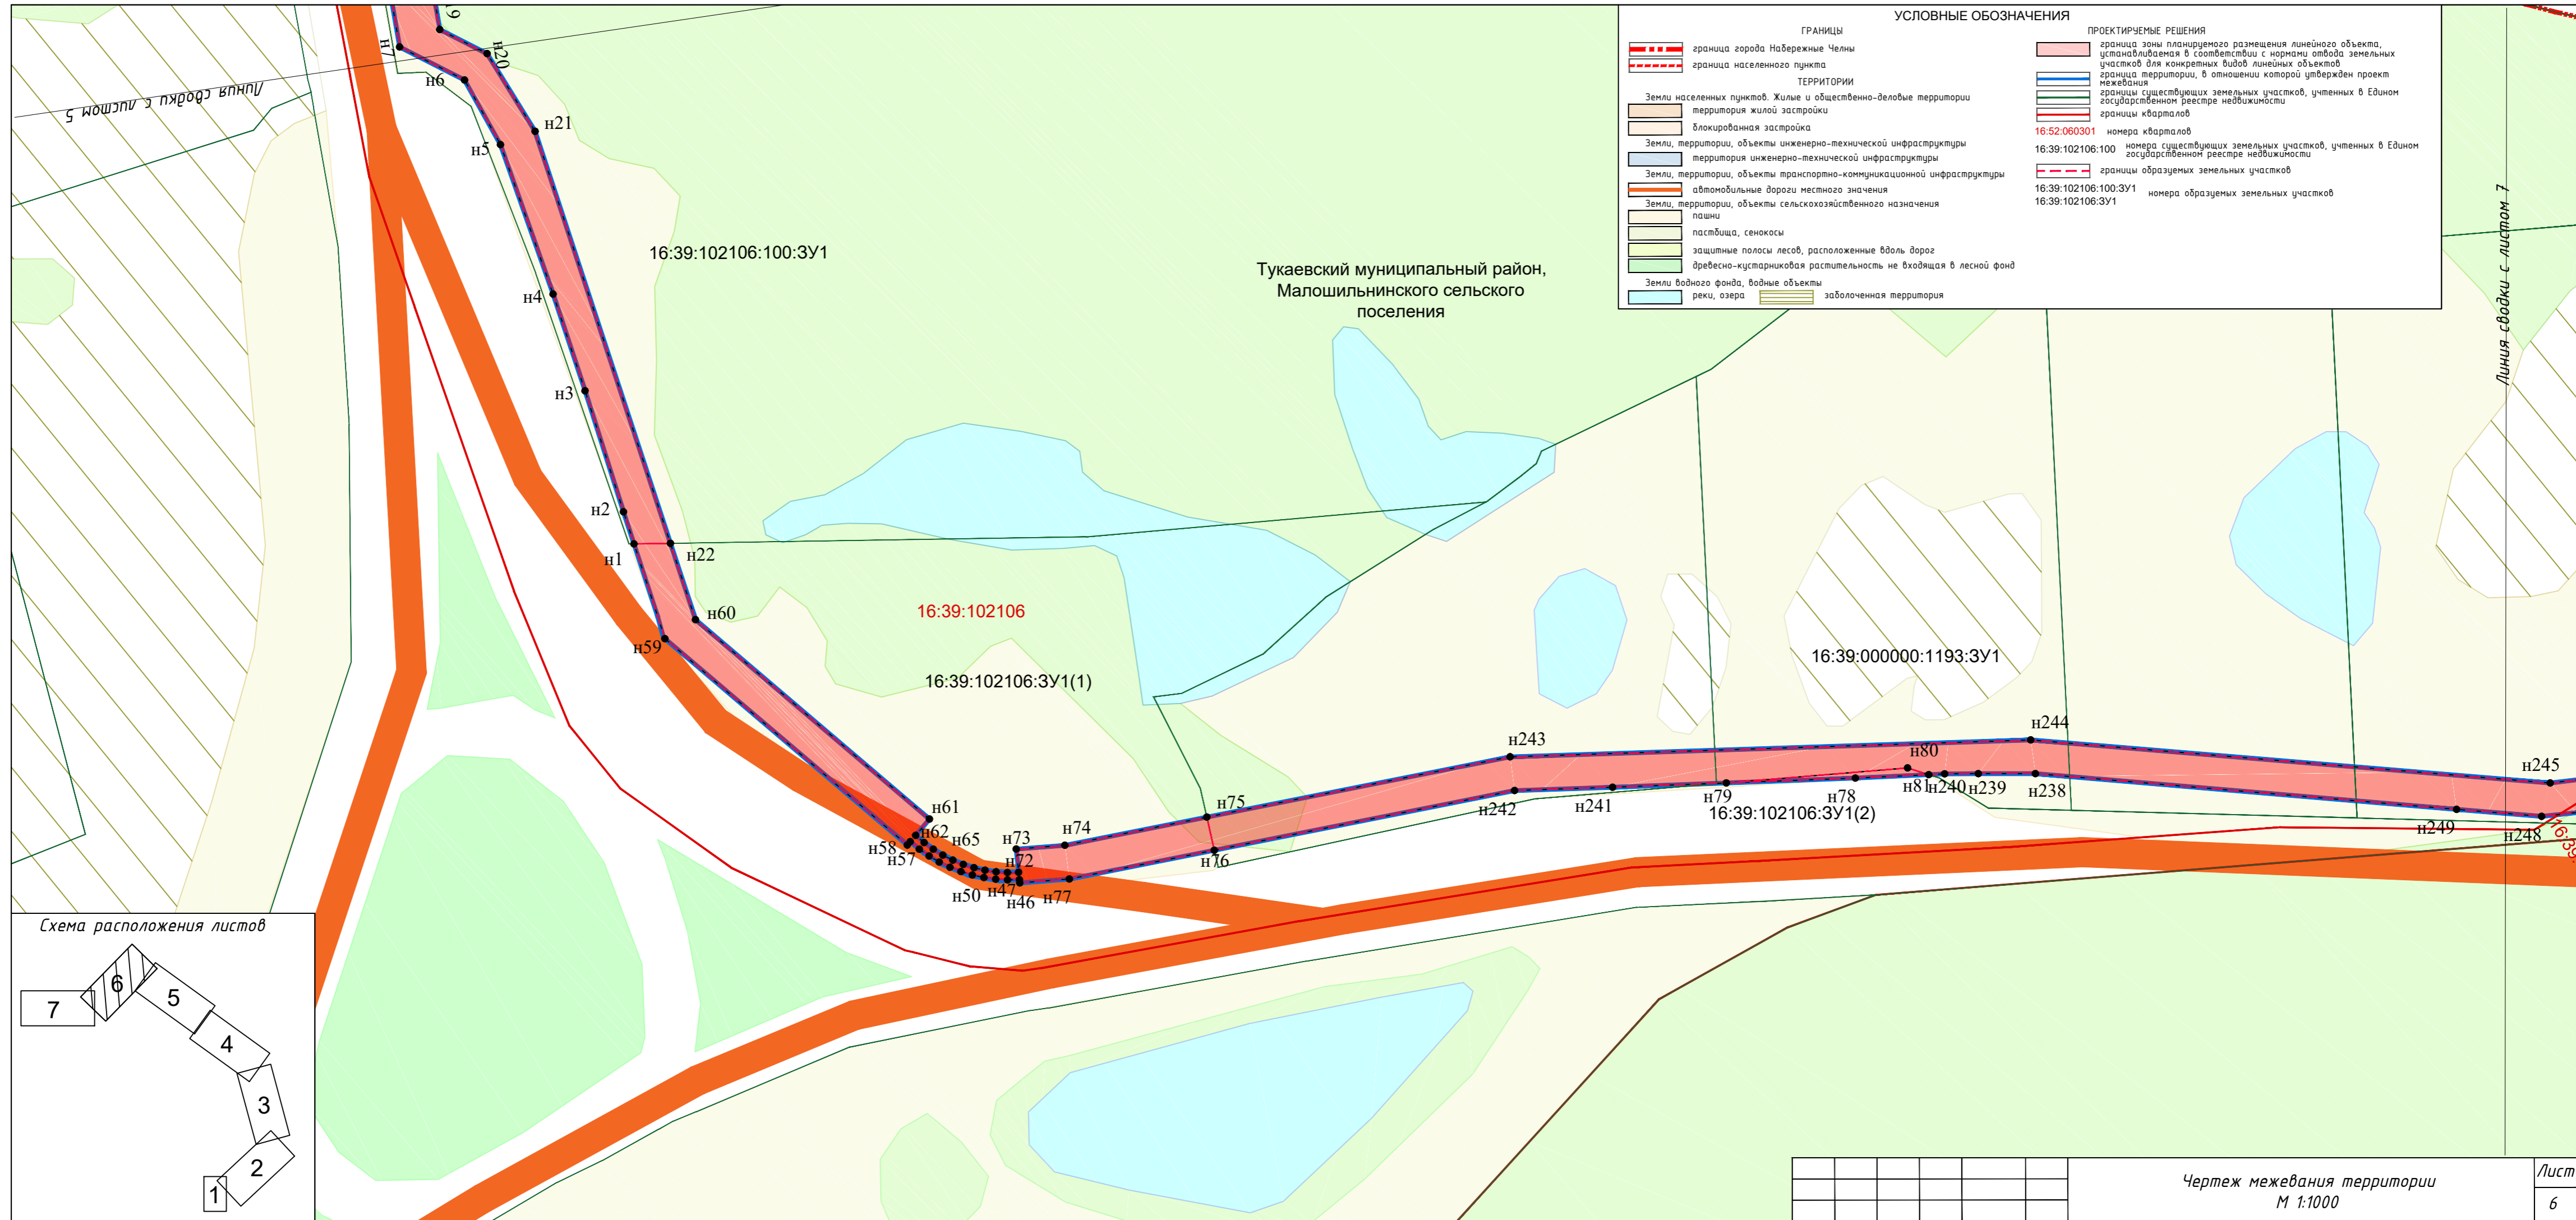 УСЛОВНЫЕ ОБОЗНАЧЕНИЯ
ГРАНИЦЫ
граница города Набережные Челны
граница населенного пункта
ТЕРРИТОРИИ
Земли населенных пунктов. Жилые и общественно-деловые территории
территория жилой застройки
блокированная застройка
Земли, территории, объекты инженерно-технической инфраструктуры
территория инженерно-технической инфраструктуры
Земли, территории, объекты транспортно-коммуникационной инфраструктуры
автомобильные дороги местного значения
Земли, территории, объекты сельскохозяйственного назначения
пашни
пастбища, сенокосы
защитные полосы лесов, расположенные вдоль дорог
древесно-кустарниковая растительность не входящая в лесной фонд
Земли водного фонда, водные объекты
реки, озера
заболоченная территория
ПРОЕКТИРУЕМЫЕ РЕШЕНИЯ
граница зоны планируемого размещения линейного объекта,
устанавливаемая в соответствии с нормами отвода земельных
участков для конкретных видов линейных объектов
граница территории, в отношении которой утвержден проект
межевания
границы существующих земельных участков, учтенных в Едином
государственном реестре недвижимости
границы кварталов
16:52:060301 номера кварталов
16:39:102106:100 номера существующих земельных участков, учтенных в Едином
государственном реестре недвижимости
границы образуемых земельных участков
16:39:102106:100:ЗУ1
16:39:102106:ЗУ1
номера образуемых земельных участков
Линия сводки с листом 5
Линия сводки с листом 7
н7
н20
н6
н21
н5
16:39:102106:100:ЗУ1
Тукаевский муниципальный район,
Малошильнинского сельского
поселения
н4
н3
н2
н1
н22
н60
н59
16:39:102106
16:39:102106:ЗУ1(1)
16:39:000000:1193:ЗУ1
н61
н62
н65
н58
н57
н50
н47
н46
н72
н73
н74
н77
н75
н76
н243
н242
н241
н79
н78
н80
н81
н240
н239
н238
н244
н245
н249
н248
16:39:102106:ЗУ1(2)
16:39:
Схема расположения листов
7
6
5
4
3
2
1
Чертеж межевания территории
М 1:1000
Лист
6